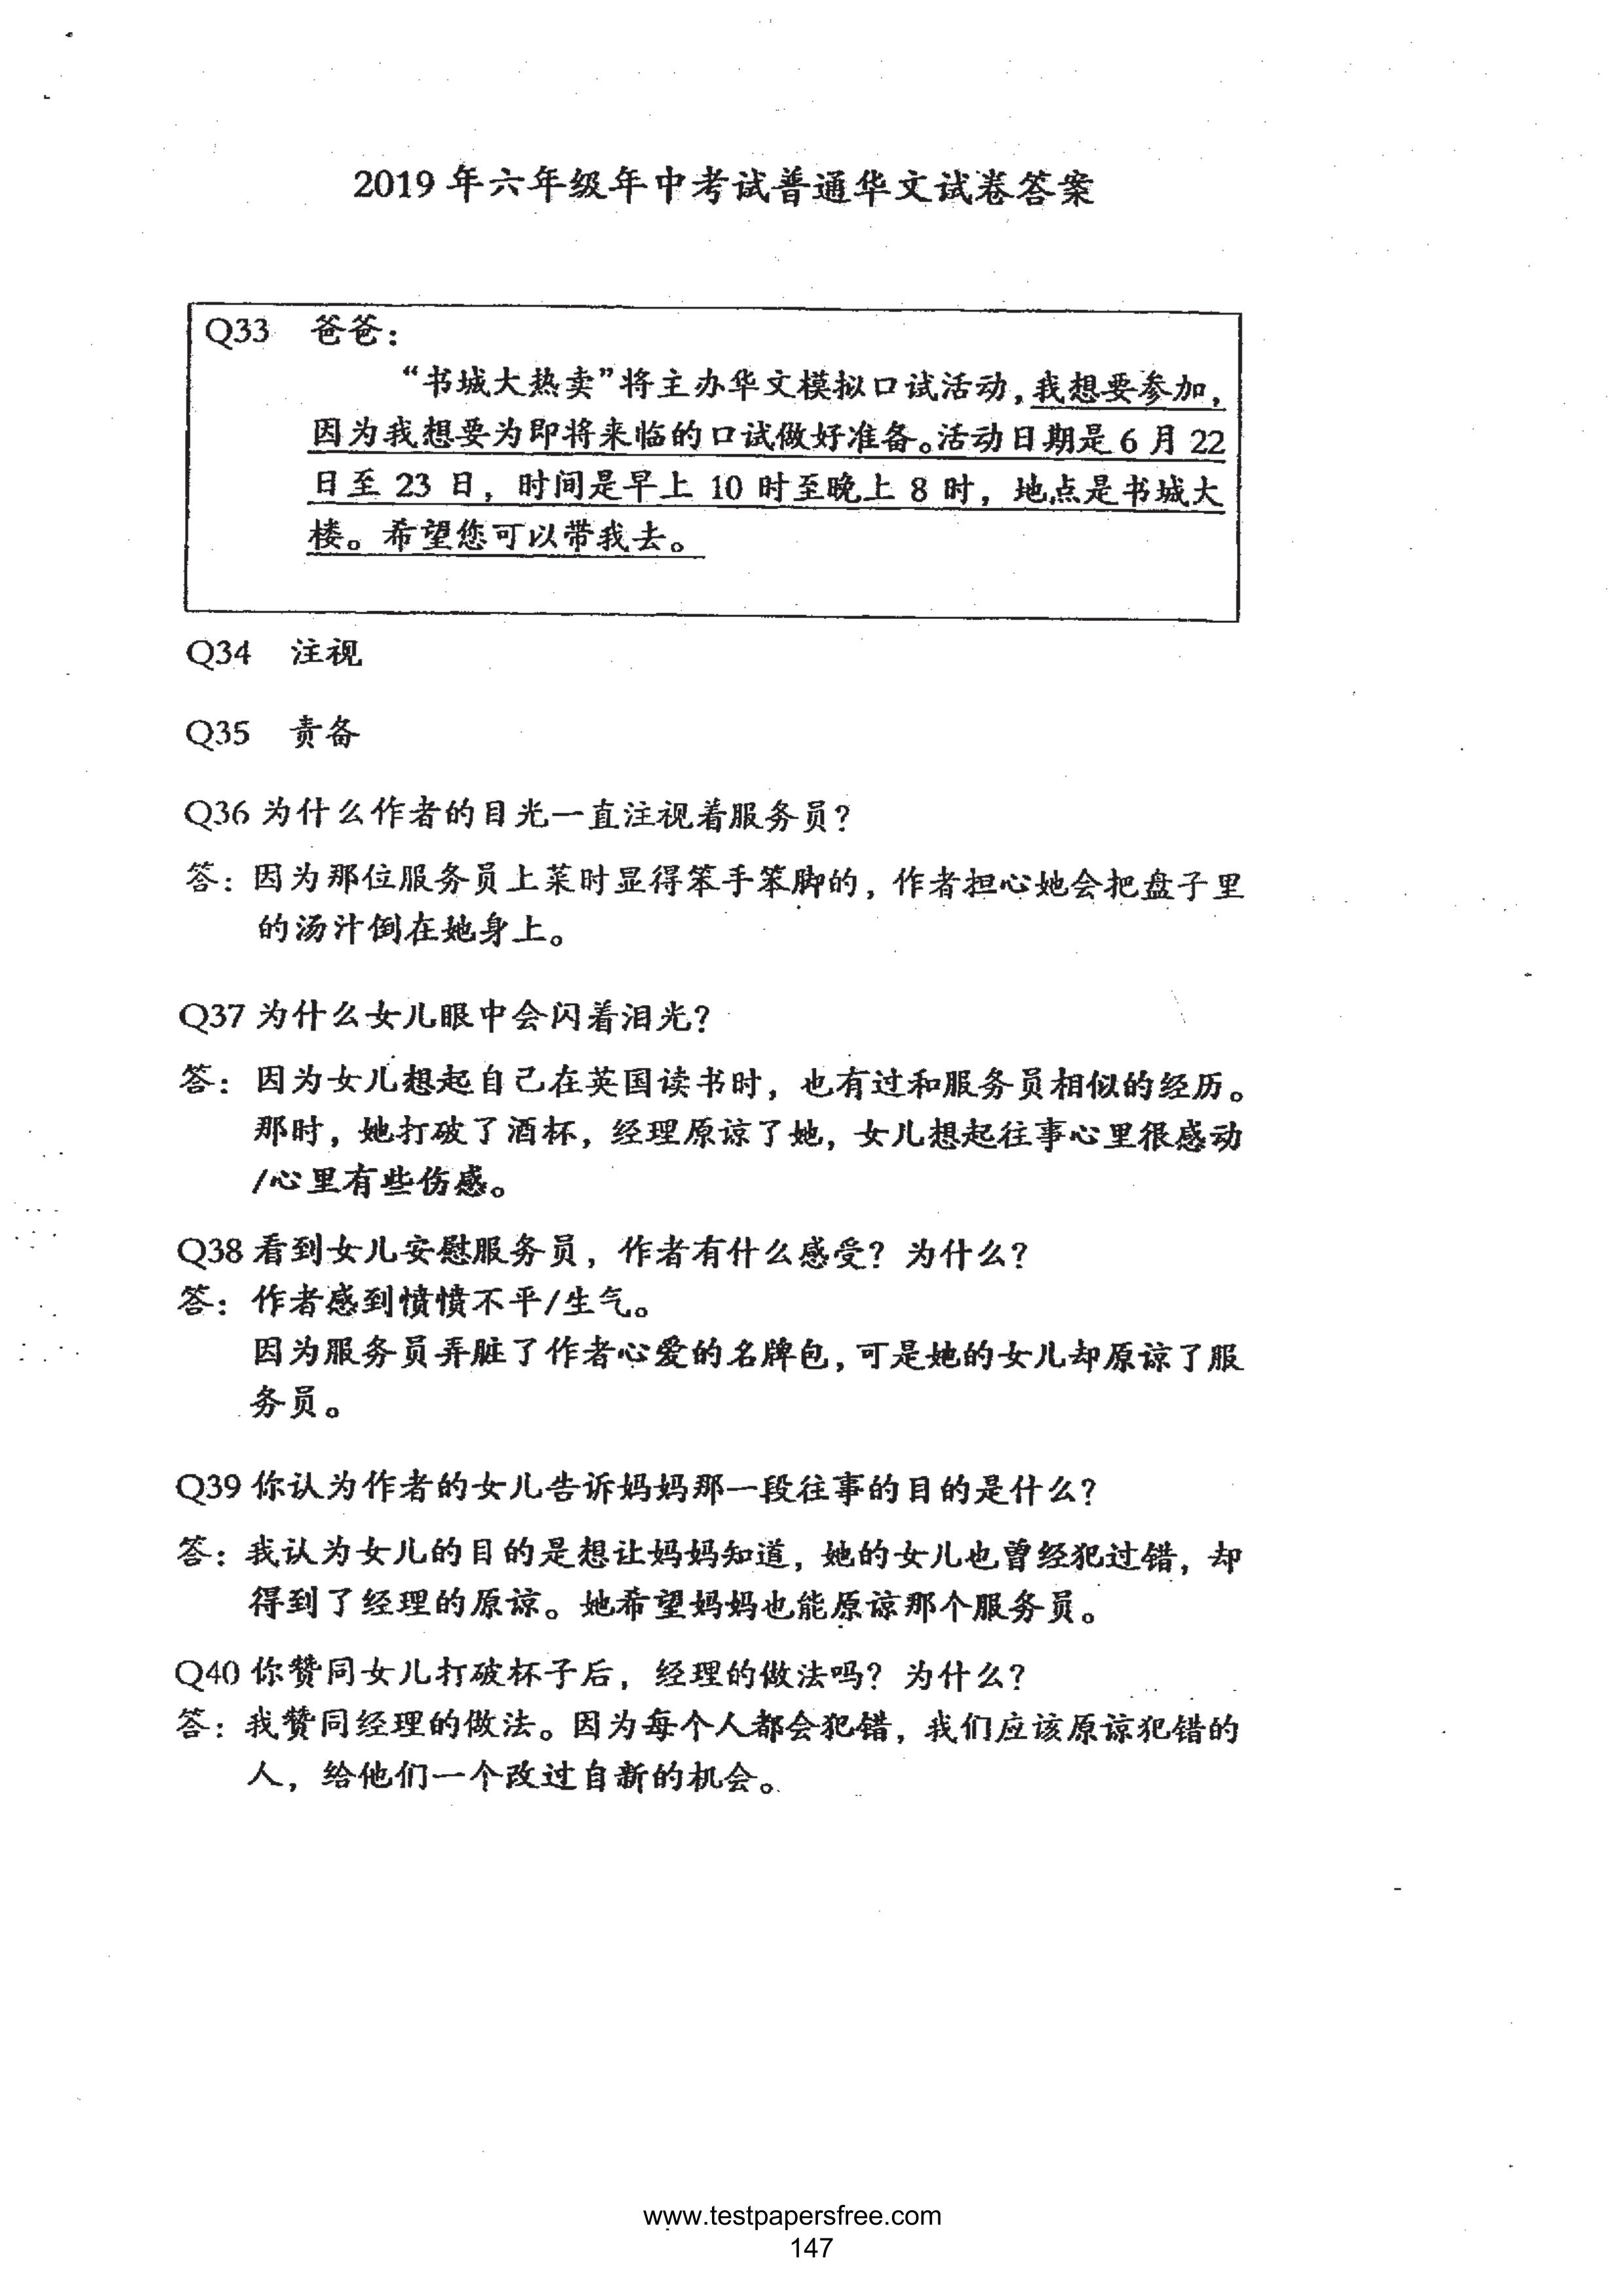 2019 年六年级年中考试普通华文试卷答案
Q33 爸爸：
“书城大热卖”将主办华文模拟口试活动，我想要参加，
因为我想要为即将来临的口试做好准备。活动日期是 6 月 22
日至 23 日，时间是早上 10 时至晚上 8 时，地点是书城大
楼。希望您可以带我去。
Q34 注视
Q35 责备
Q36 为什么作者的目光一直注视着服务员？
答：因为那位服务员上菜时显得笨手笨脚的，作者担心她会把盘子里
的汤汁倒在她身上。
Q37 为什么女儿眼中会闪着泪光？
答：因为女儿想起自己在英国读书时，也有过和服务员相似的经历。
那时，她打破了酒杯，经理原谅了她，女儿想起往事心里很感动
/心里有些伤感。
Q38 看到女儿安慰服务员，作者有什么感受？为什么？
答：作者感到愤愤不平/生气。
因为服务员弄脏了作者心爱的名牌包，可是她的女儿却原谅了服
务员。
Q39 你认为作者的女儿告诉妈妈那一段往事的目的是什么？
答：我认为女儿的目的是想让妈妈知道，她的女儿也曾经犯过错，却
得到了经理的原谅。她希望妈妈也能原谅那个服务员。
Q40 你赞同女儿打破杯子后，经理的做法吗？为什么？
答：我赞同经理的做法。因为每个人都会犯错，我们应该原谅犯错的
人，给他们一个改过自新的机会。
www.testpapersfree.com
147